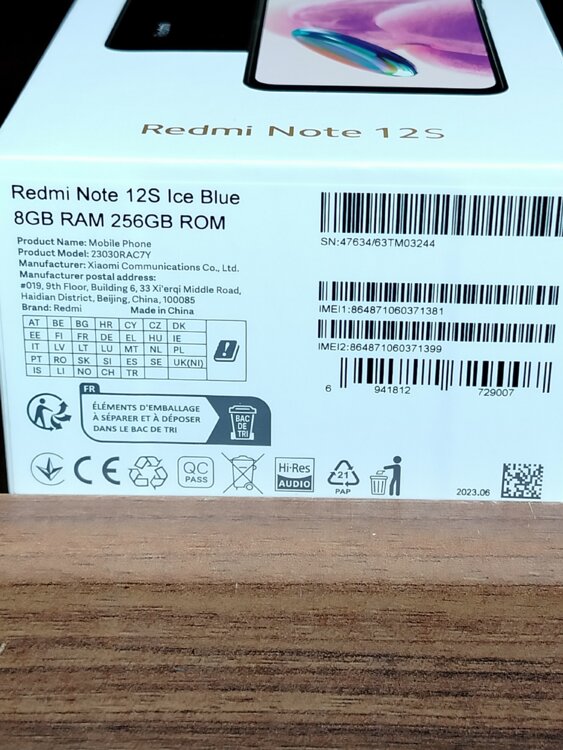 Redmi Note 12S
Redmi Note 12S Ice Blue
8GB RAM 256GB ROM
Product Name: Mobile Phone
Product Model: 23030RAC7Y
Manufacturer: Xiaomi Communications Co., Ltd.
Manufacturer postal address:
#019, 9th Floor, Building 6, 33 Xi'erqi Middle Road,
Haidian District, Beijing, China, 100085
Brand: Redmi Made in China
AT BE BG HR CY CZ DK
EE FI FR DE EL HU IE
IT LV LT LU MT NL PL
PT RO SK SI ES SE UK(NI)
IS LI NO CH TR
SN:47634/63TM03244
IMEI1:864871060371381
IMEI2:864871060371399
6 941812 729007
FR
ÉLÉMENTS D'EMBALLAGE
À SÉPARER ET À DÉPOSER
DANS LE BAC DE TRI
BAC
DE
TRI
CE
QC
PASS
Hi-Res
AUDIO
21
PAP
2023.06